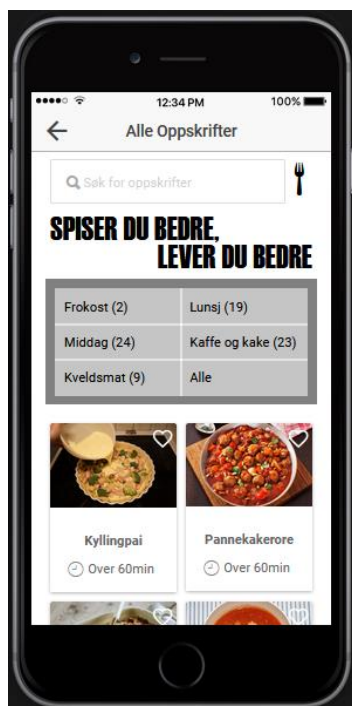 12:34 PM 100%
Alle Oppskrifter
Søk for oppskrifter
SPISER DU BEDRE,
LEVER DU BEDRE
Frokost (2) Lunsj (19)
Middag (24) Kaffe og kake (23)
Kveldsmat (9) Alle
Kyllingpai Pannekakerore
Over 60min Over 60min